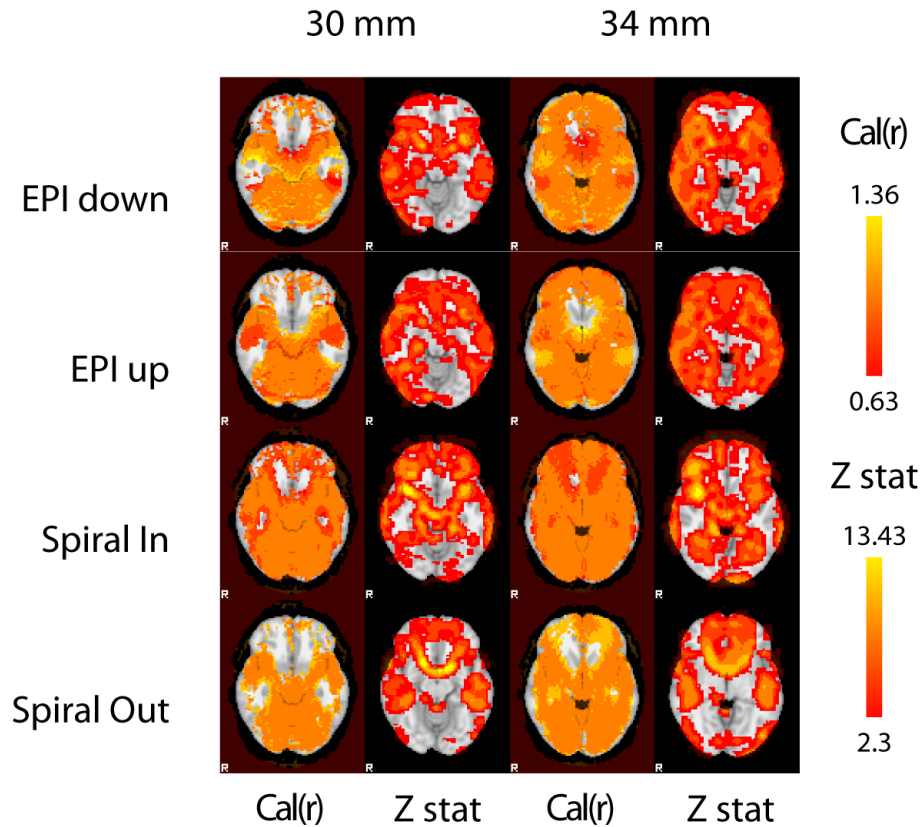 30 mm 34 mm
Cal(r)
EPI down
1.36
EPI up
0.63
Z stat
Spiral In
13.43
Spiral Out
2.3
R R R R
R R R R
R R R R
R R R R
Cal(r) Z stat Cal(r) Z stat